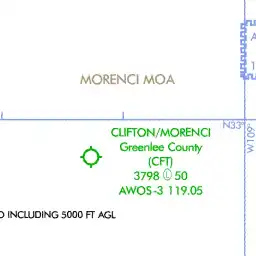 A
1
MORENCI MOA
N33°
W109°
CLIFTON/MORENCI
Greenlee County
(CFT)
3798 Ⓛ 50
AWOS-3 119.05
O INCLUDING 5000 FT AGL